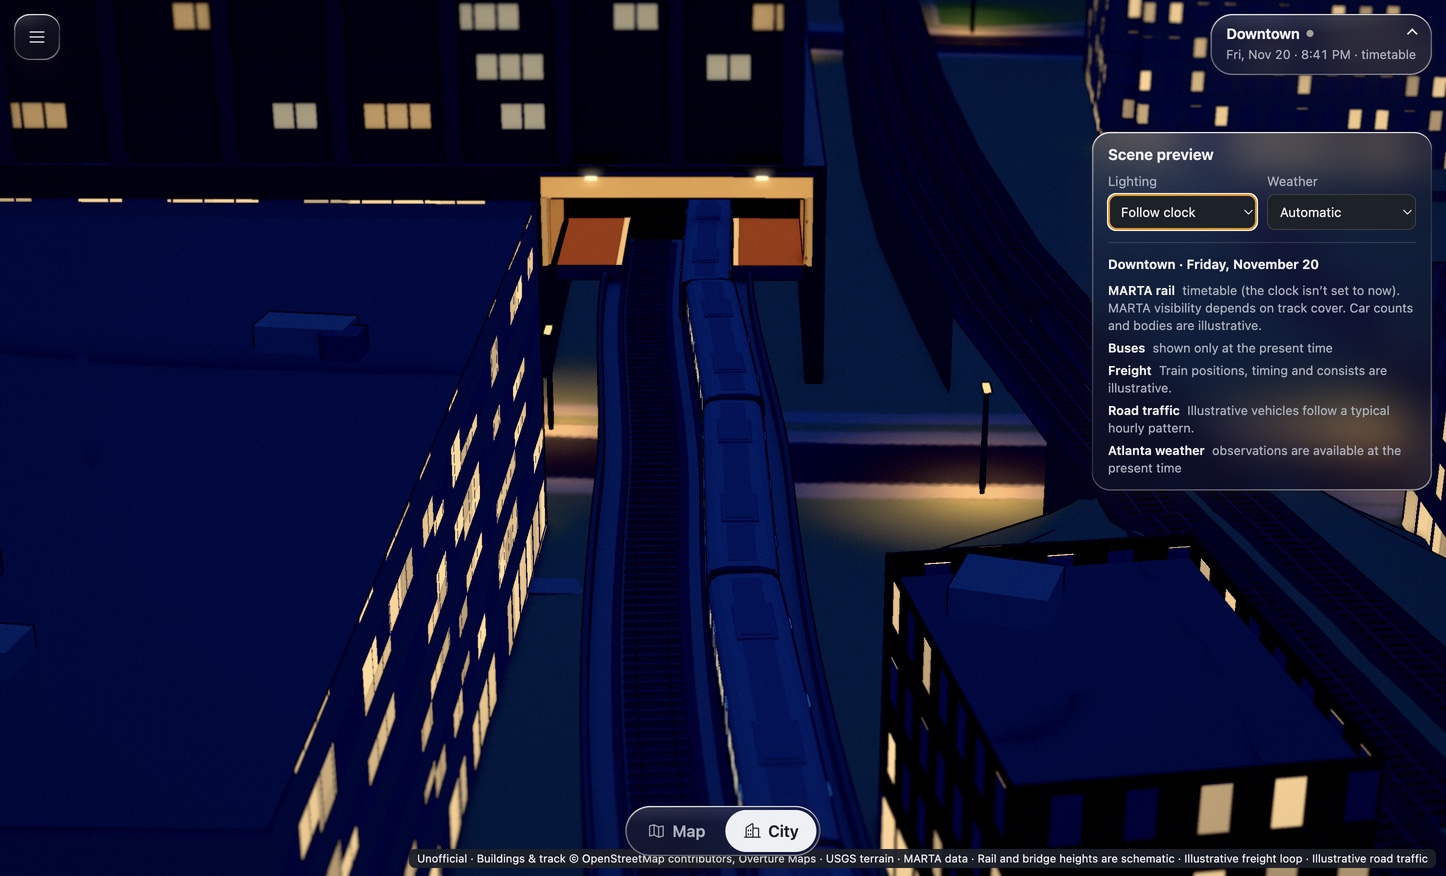 Downtown
Fri, Nov 20 · 8:41 PM · timetable
Scene preview
Lighting
Weather
Follow clock
Automatic
Downtown · Friday, November 20
MARTA rail timetable (the clock isn’t set to now).
MARTA visibility depends on track cover. Car counts
and bodies are illustrative.
Buses shown only at the present time
Freight Train positions, timing and consists are
illustrative.
Road traffic Illustrative vehicles follow a typical
hourly pattern.
Atlanta weather observations are available at the
present time
Map
City
Unofficial · Buildings & track © OpenStreetMap contributors, Overture Maps · USGS terrain · MARTA data · Rail and bridge heights are schematic · Illustrative freight loop · Illustrative road traffic